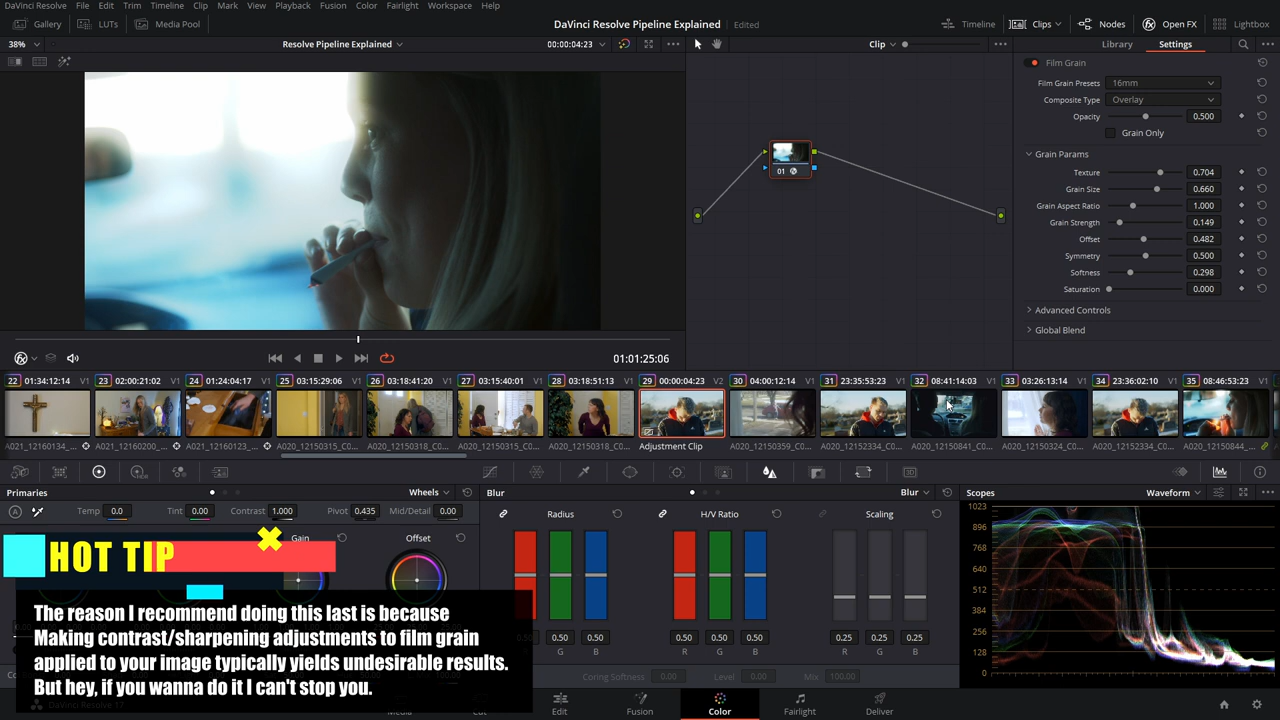 DaVinci Resolve File Edit Trim Timeline Clip Mark View Playback Fusion Color Fairlight Workspace Help
Gallery LUTs Media Pool DaVinci Resolve Pipeline Explained Edited Timeline Clips Nodes Open FX Lightbox
38% Resolve Pipeline Explained 00:00:04:23 Clip Library Settings
Film Grain
Film Grain Presets 16mm
Composite Type Overlay
Opacity 0.500
Grain Only
Grain Params
Texture 0.704
Grain Size 0.660
Grain Aspect Ratio 1.000
Grain Strength 0.149
Offset 0.482
Symmetry 0.500
Softness 0.298
Saturation 0.000
Advanced Controls
Global Blend
01
01:01:25:06
22 01:34:12:14 V1 23 02:00:21:02 V1 24 01:24:04:17 V1 25 03:15:29:06 V1 26 03:18:41:20 V1 27 03:15:40:01 V1 28 03:18:51:13 V1 29 00:00:04:23 V2 30 04:00:12:14 V1 31 23:35:53:23 V1 32 08:41:14:03 V1 33 03:26:13:14 V1 34 23:36:02:10 V1 35 08:46:53:23 V1
A021_12160134_... A021_12160200_... A021_12160123_... A020_12150315_C0... A020_12150318_C0... A020_12150315_C0... A020_12150318_C0... Adjustment Clip A020_12150359_C0... A020_12152334_C0... A020_12150841_C0... A020_12150324_C0... A020_12152334_C0... A020_12150844_...
Primaries Wheels Blur Blur Scopes Waveform
Temp 0.0 Tint 0.00 Contrast 1.000 Pivot 0.435 Mid/Detail 0.00
Gain Offset
Radius H/V Ratio Scaling
HOT TIP
The reason I recommend doing this last is because
Making contrast/sharpening adjustments to film grain
applied to your image typically yields undesirable results.
But hey, if you wanna do it I can't stop you.
0.50 0.50 0.50 0.50 0.50 0.50 0.25 0.25 0.25
G B R G B R G B
Coring Softness 0.00 Level 0.00 Mix 100.00
1023
896
768
640
512
384
256
128
0
DaVinci Resolve 17
Media Cut Edit Fusion Color Fairlight Deliver